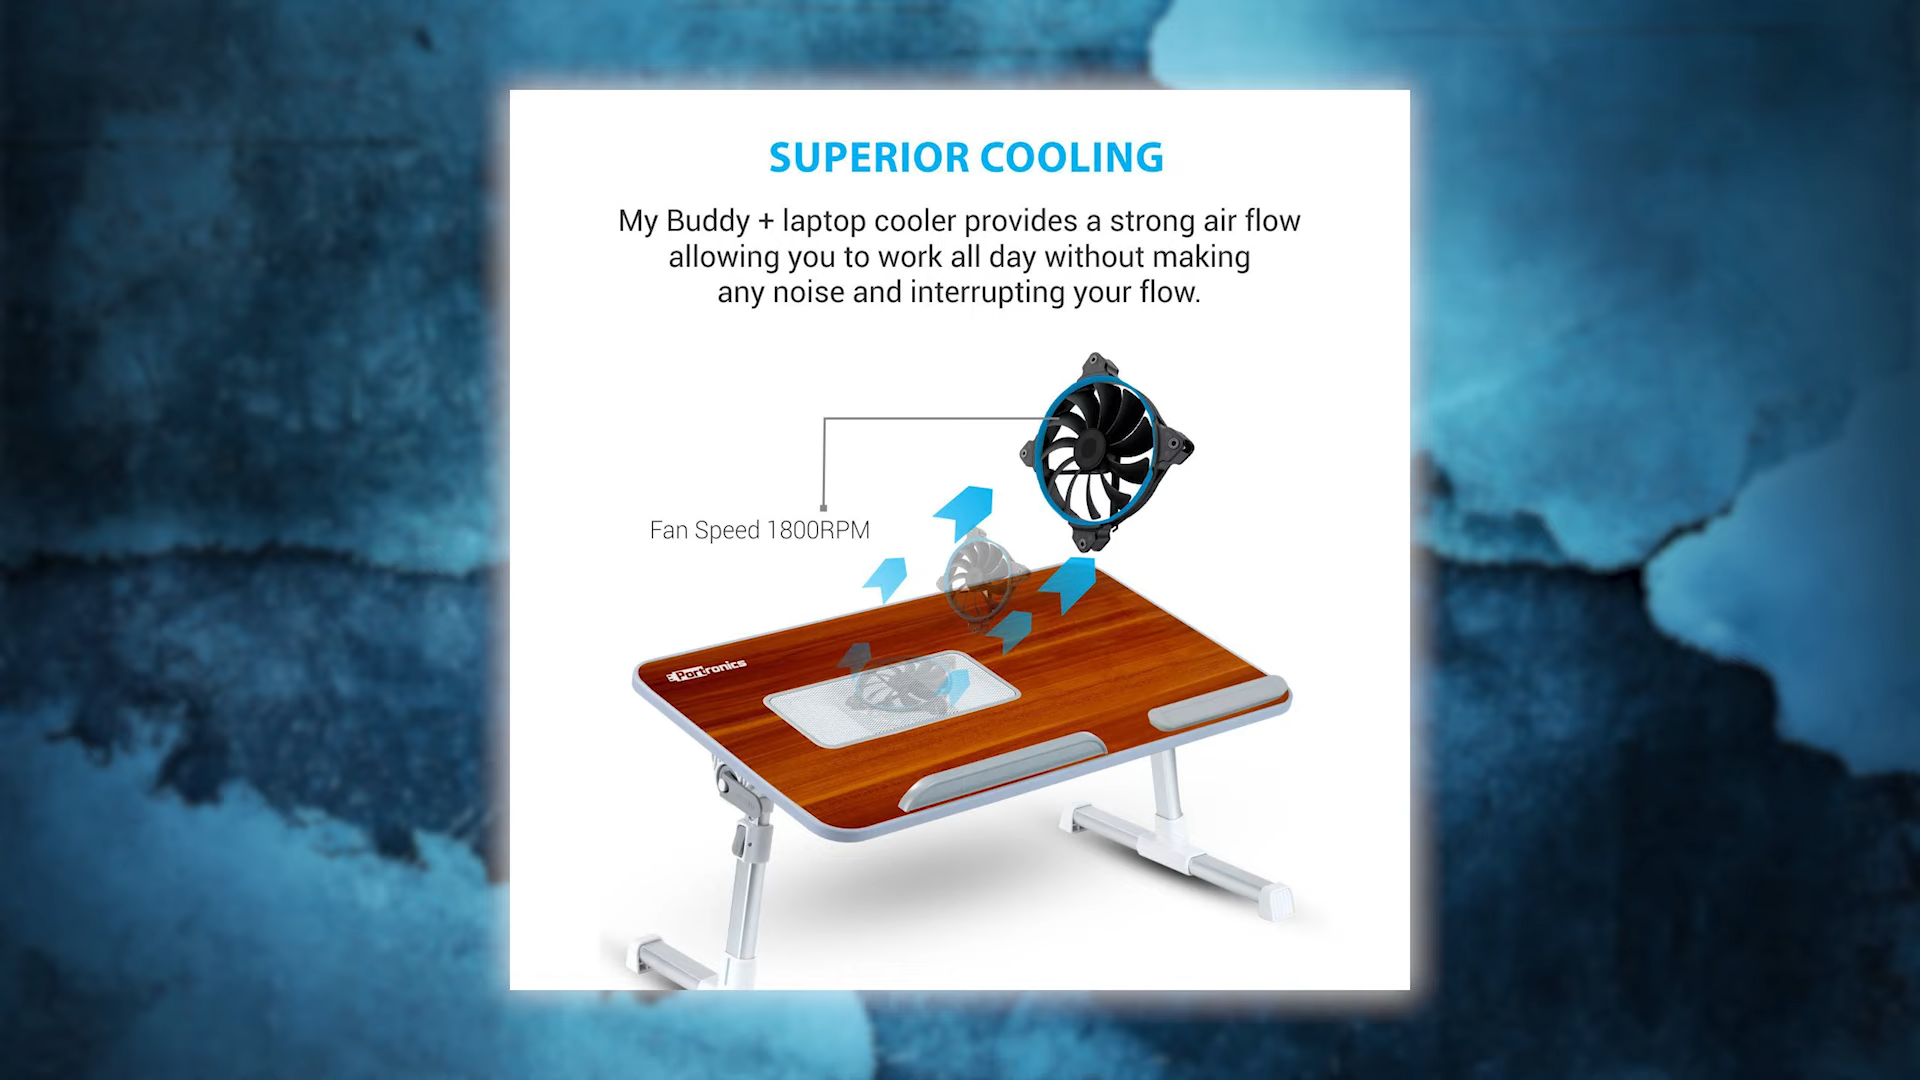 SUPERIOR COOLING
My Buddy + laptop cooler provides a strong air flow
allowing you to work all day without making
any noise and interrupting your flow.
Fan Speed 1800RPM
Portronics